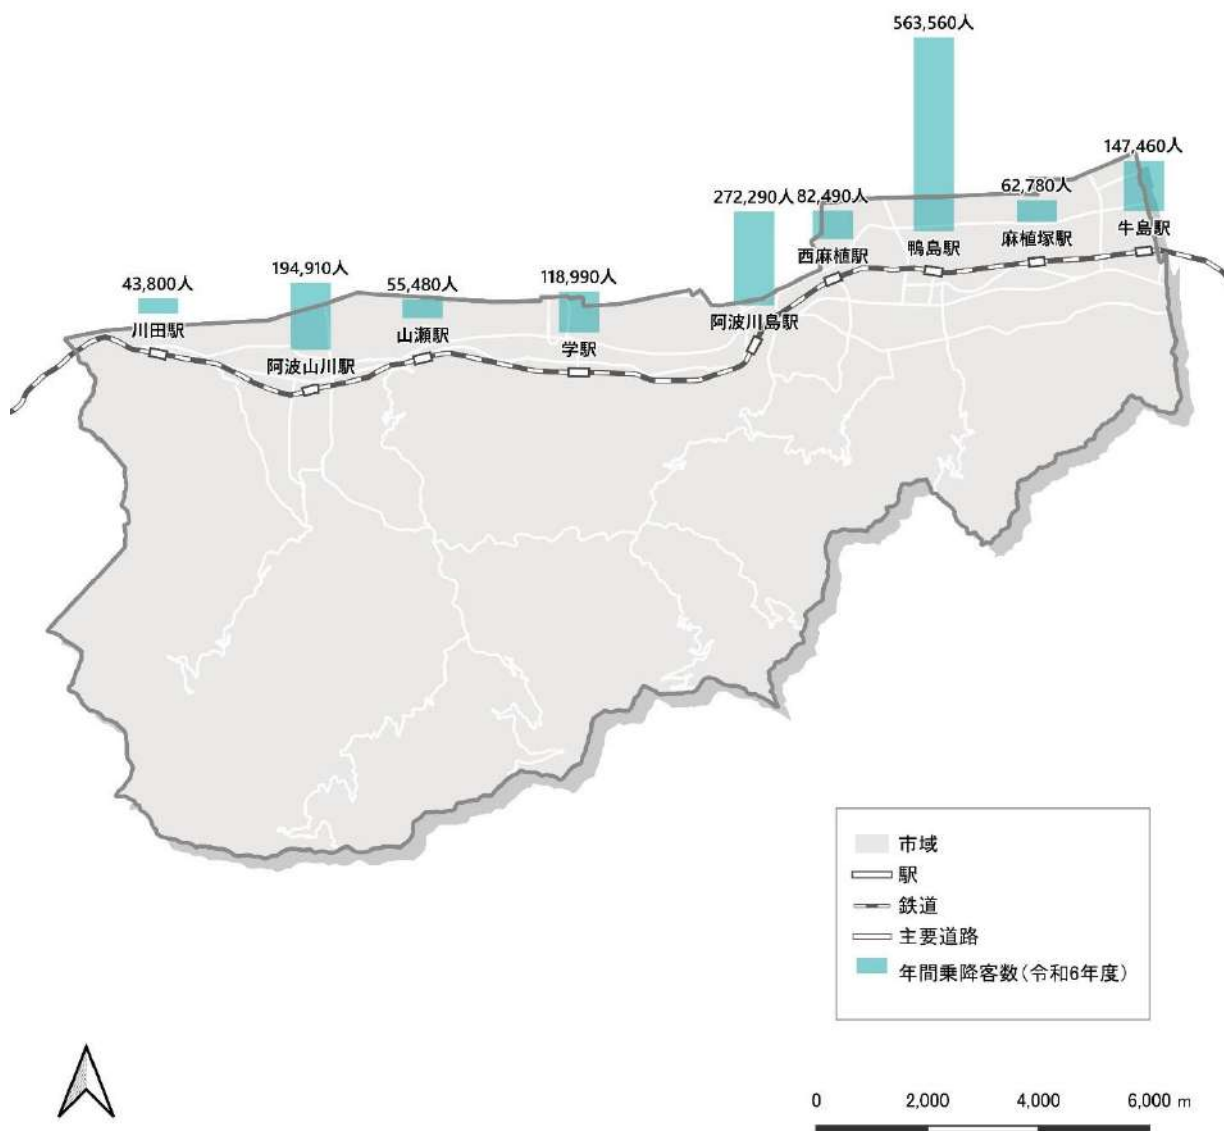 563,560人
147,460人
272,290人
82,490人
62,780人
牛島駅
西麻植駅
鴨島駅
麻植塚駅
43,800人
194,910人
55,480人
118,990人
川田駅
阿波山川駅
山瀬駅
学駅
阿波川島駅
市域
駅
鉄道
主要道路
年間乗降客数(令和6年度)
0 2,000 4,000 6,000 m